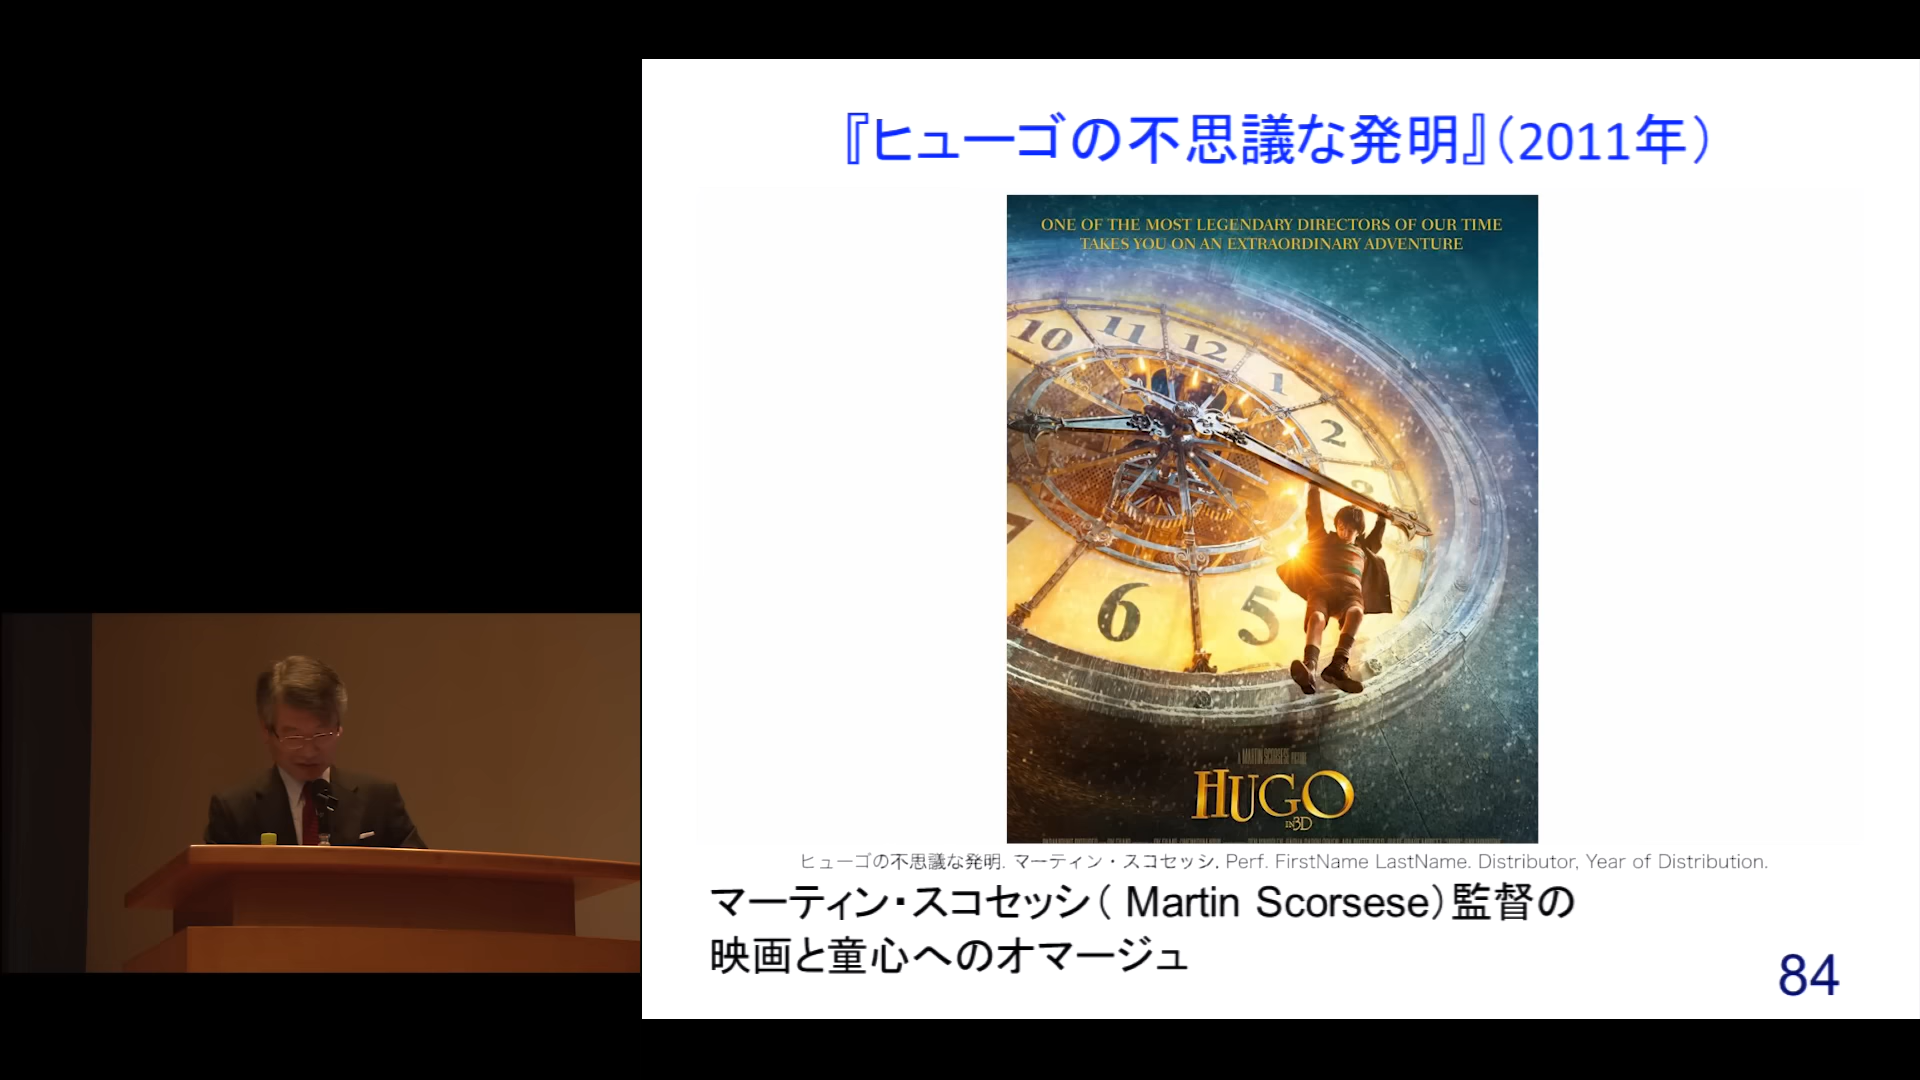 『ヒューゴの不思議な発明』（2011年）
ONE OF THE MOST LEGENDARY DIRECTORS OF OUR TIME
TAKES YOU ON AN EXTRAORDINARY ADVENTURE
10 11 12 1 2 3
7 6 5
A MARTIN SCORSESE PICTURE
HUGO
IN 3D
ヒューゴの不思議な発明. マーティン・スコセッシ. Perf. FirstName LastName. Distributor, Year of Distribution.
マーティン・スコセッシ（ Martin Scorsese）監督の
映画と童心へのオマージュ
84